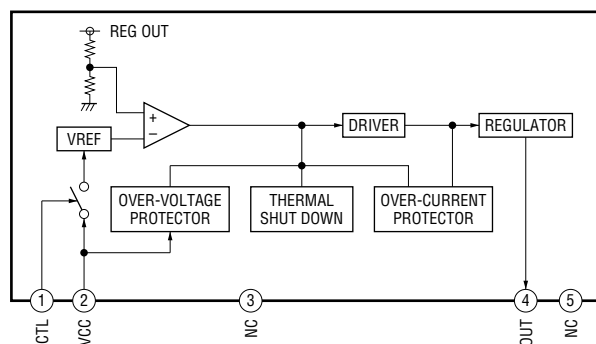 REG OUT
+
−
VREF
DRIVER
REGULATOR
OVER-VOLTAGE
PROTECTOR
THERMAL
SHUT DOWN
OVER-CURRENT
PROTECTOR
1
2
3
4
5
CTL
VCC
NC
OUT
NC